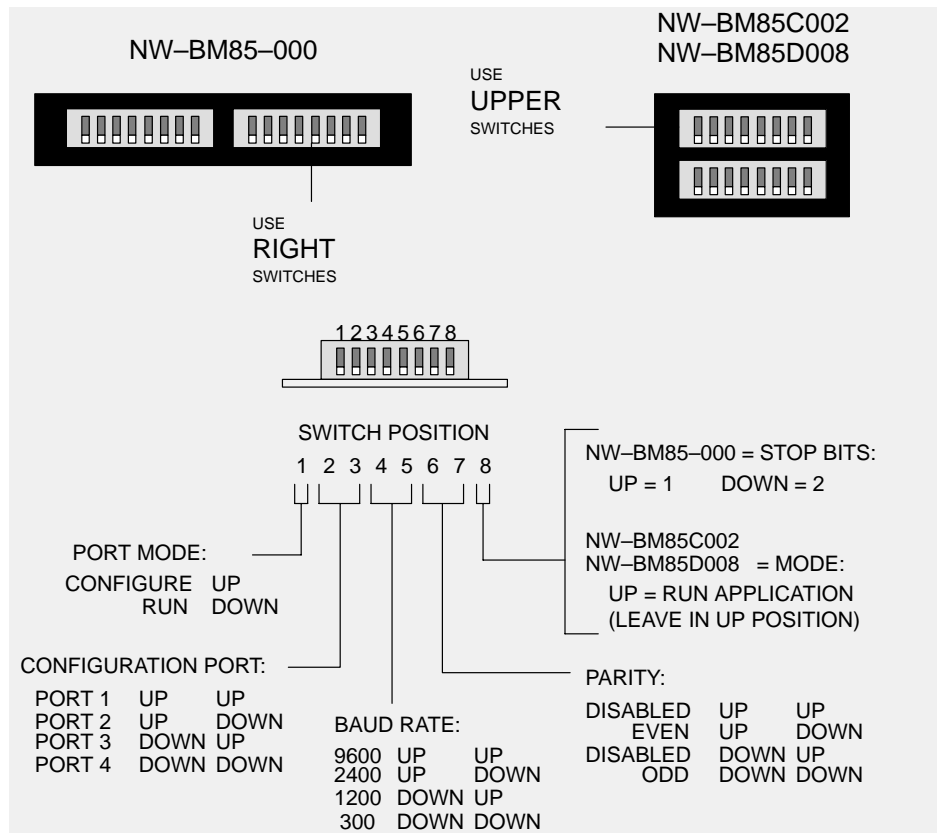 NW–BM85–000
NW–BM85C002
NW–BM85D008
USE
UPPER
SWITCHES
USE
RIGHT
SWITCHES
12345678
SWITCH POSITION
1 2 3 4 5 6 7 8
NW–BM85–000 = STOP BITS:
UP = 1 DOWN = 2
NW–BM85C002
NW–BM85D008 = MODE:
UP = RUN APPLICATION
(LEAVE IN UP POSITION)
PORT MODE:
CONFIGURE UP
RUN DOWN
CONFIGURATION PORT:
PORT 1 UP UP
PORT 2 UP DOWN
PORT 3 DOWN UP
PORT 4 DOWN DOWN
BAUD RATE:
9600 UP UP
2400 UP DOWN
1200 DOWN UP
300 DOWN DOWN
PARITY:
DISABLED UP UP
EVEN UP DOWN
DISABLED DOWN UP
ODD DOWN DOWN